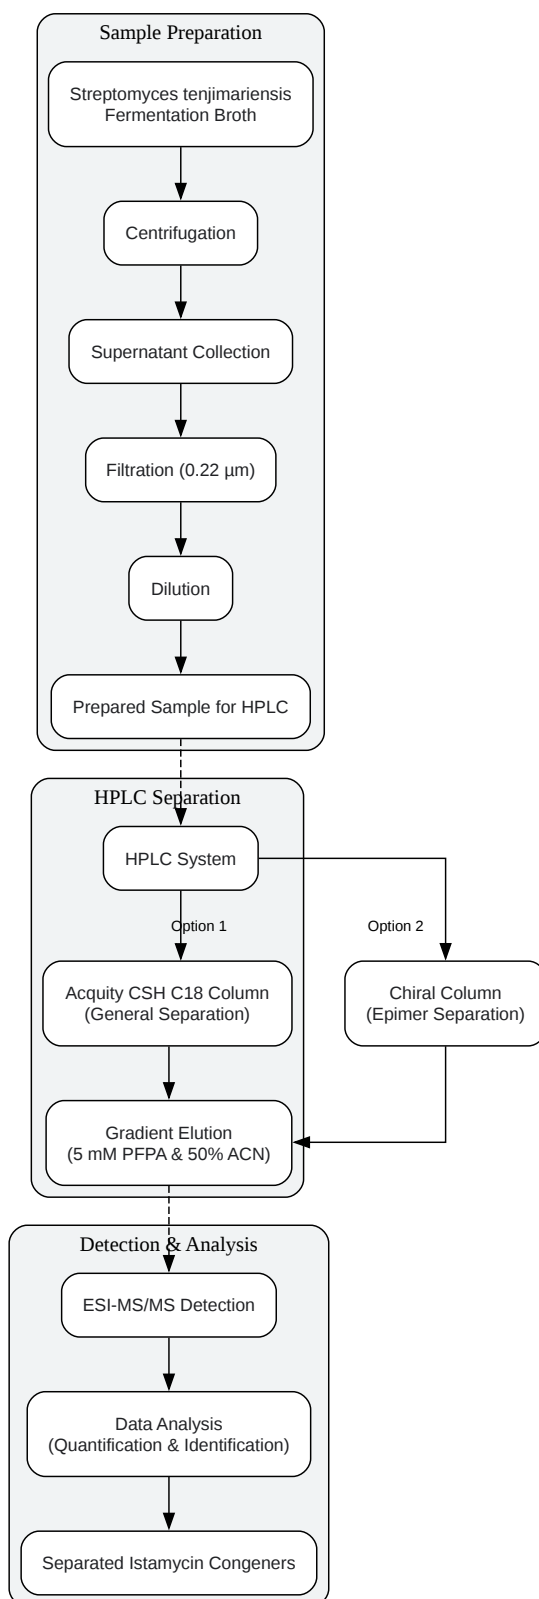 Sample Preparation
Streptomyces tenjimariensis
Fermentation Broth
Centrifugation
Supernatant Collection
Filtration (0.22 µm)
Dilution
Prepared Sample for HPLC
HPLC Separation
HPLC System
Option 1
Option 2
Acquity CSH C18 Column
(General Separation)
Chiral Column
(Epimer Separation)
Gradient Elution
(5 mM PFPA & 50% ACN)
Detection & Analysis
ESI-MS/MS Detection
Data Analysis
(Quantification & Identification)
Separated Istamycin Congeners